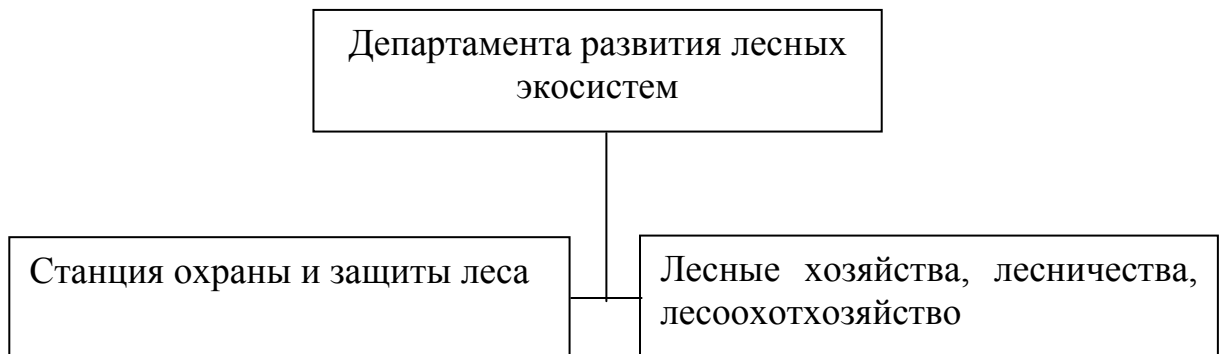 Департамента развития лесных
экосистем
Станция охраны и защиты леса
Лесные хозяйства, лесничества,
лесоохотхозяйство